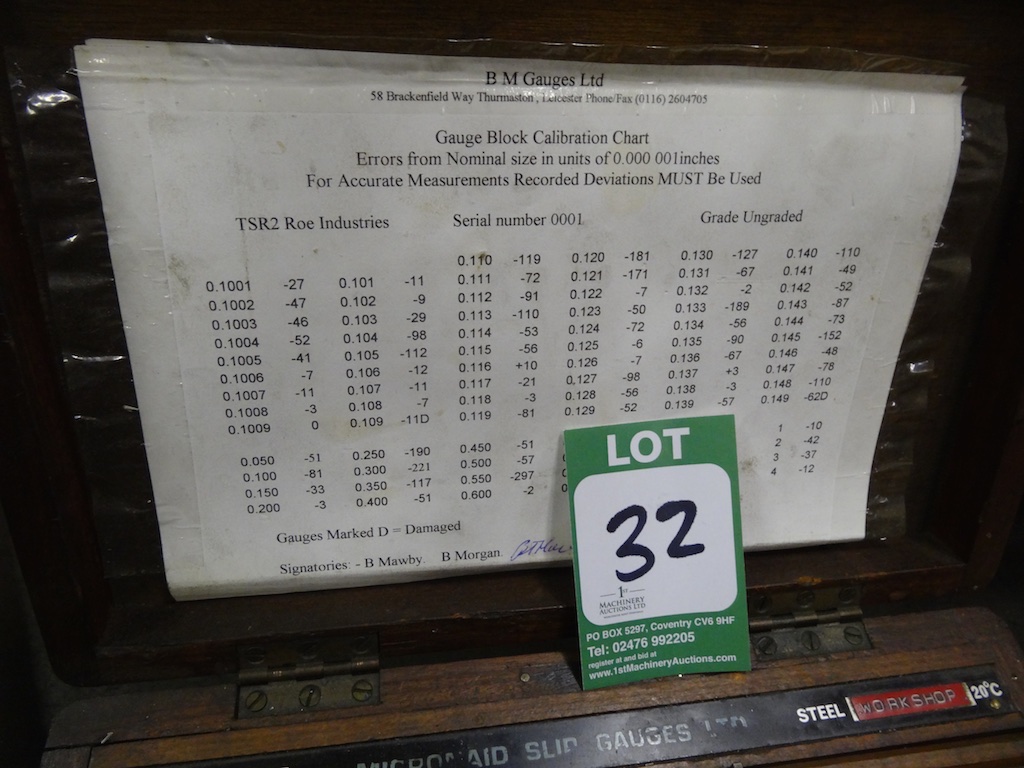 B M Gauges Ltd
58 Brackenfield Way Thurmaston, Leicester Phone/Fax (0116) 2604705
Gauge Block Calibration Chart
Errors from Nominal size in units of 0.000 001inches
For Accurate Measurements Recorded Deviations MUST Be Used
TSR2 Roe Industries Serial number 0001 Grade Ungraded
0.110 -119 0.120 -181 0.130 -127 0.140 -110
0.1001 -27 0.101 -11 0.111 -72 0.121 -171 0.131 -67 0.141 -49
0.1002 -47 0.102 -9 0.112 -91 0.122 -7 0.132 -2 0.142 -52
0.1003 -46 0.103 -29 0.113 -110 0.123 -50 0.133 -189 0.143 -87
0.1004 -52 0.104 -98 0.114 -53 0.124 -72 0.134 -56 0.144 -73
0.1005 -41 0.105 -112 0.115 -56 0.125 -6 0.135 -90 0.145 -152
0.1006 -7 0.106 -12 0.116 +10 0.126 -7 0.136 -67 0.146 -48
0.1007 -11 0.107 -11 0.117 -21 0.127 -98 0.137 +3 0.147 -78
0.1008 -3 0.108 -7 0.118 -3 0.128 -56 0.138 -3 0.148 -110
0.1009 0 0.109 -11D 0.119 -81 0.129 -52 0.139 -57 0.149 -62D
0.050 -51 0.250 -190 0.450 -51 1 -10
0.100 -81 0.300 -221 0.500 -57 2 -42
0.150 -33 0.350 -117 0.550 -297 3 -37
0.200 -3 0.400 -51 0.600 -2 4 -12
Gauges Marked D = Damaged
Signatories: - B Mawby. B Morgan.
LOT
32
1ST
MACHINERY
AUCTIONS LTD
PO BOX 5297, Coventry CV6 9HF
Tel: 02476 992205
register at and bid at
www.1stMachineryAuctions.com
STEEL WORKSHOP 20°C
SLIP GAUGES LTD